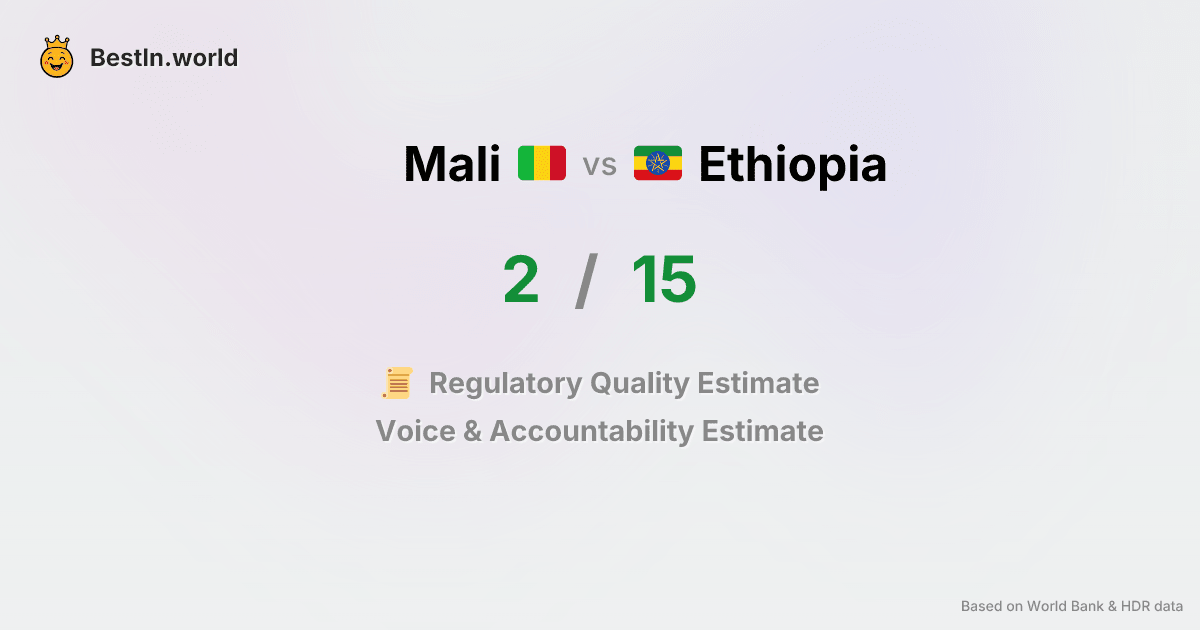 BestIn.world
Mali vs Ethiopia
2 / 15
Regulatory Quality Estimate
Voice & Accountability Estimate
Based on World Bank & HDR data